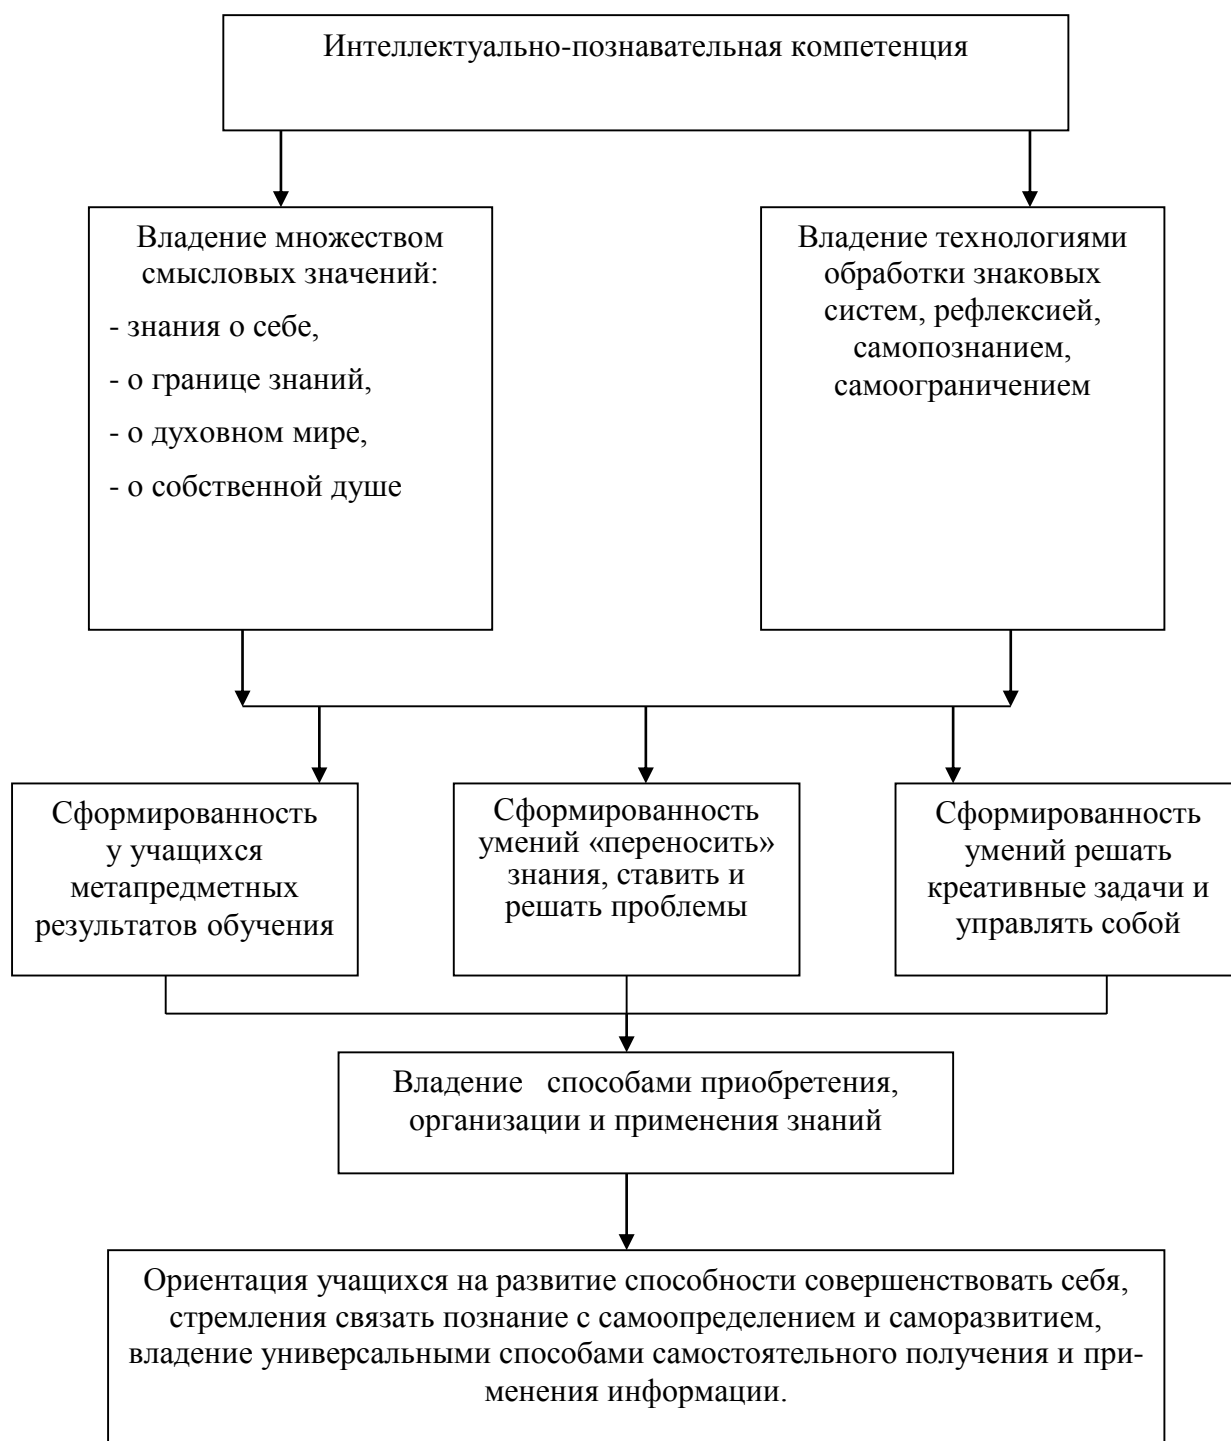 Интеллектуально-познавательная компетенция
Владение множеством
смысловых значений:
- знания о себе,
- о границе знаний,
- о духовном мире,
- о собственной душе
Владение технологиями
обработки знаковых
систем, рефлексией,
самопознанием,
самоограничением
Сформированность
у учащихся
метапредметных
результатов обучения
Сформированность
умений «переносить»
знания, ставить и
решать проблемы
Сформированность
умений решать
креативные задачи и
управлять собой
Владение способами приобретения,
организации и применения знаний
Ориентация учащихся на развитие способности совершенствовать себя,
стремления связать познание с самоопределением и саморазвитием,
владение универсальными способами самостоятельного получения и при-
менения информации.